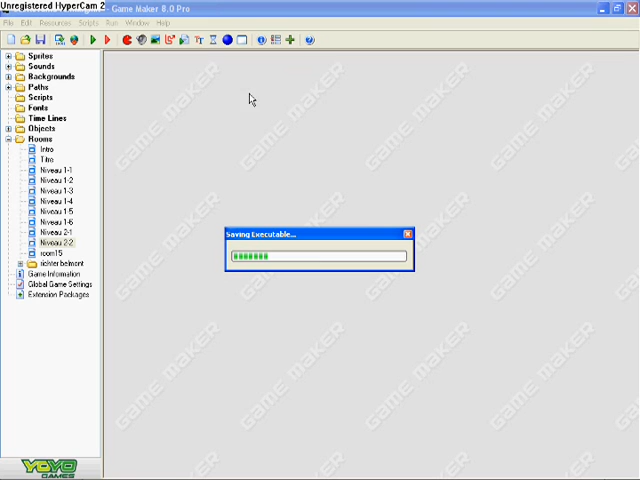 Unregistered HyperCam 2
Game Maker 8.0 Pro
File Edit Resources Scripts Run Window Help
Sprites
Sounds
Backgrounds
Paths
Scripts
Fonts
Time Lines
Objects
Rooms
Intro
Titre
Niveau 1-1
Niveau 1-2
Niveau 1-3
Niveau 1-4
Niveau 1-5
Niveau 1-6
Niveau 2-1
Niveau 2-2
room15
richter belmont
Game Information
Global Game Settings
Extension Packages
Saving Executable...
GAME MAKER
YOYO
GAMES